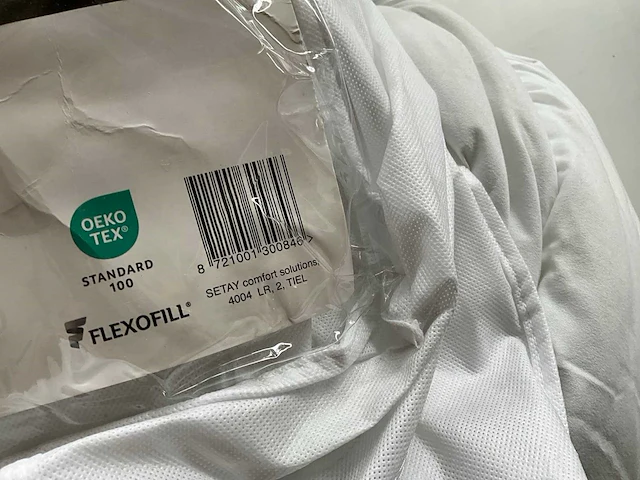 OEKO
TEX®
STANDARD
100
FLEXOFILL®
8 721001 300846 >
SETAY comfort solutions,
4004 LR, 2, TIEL